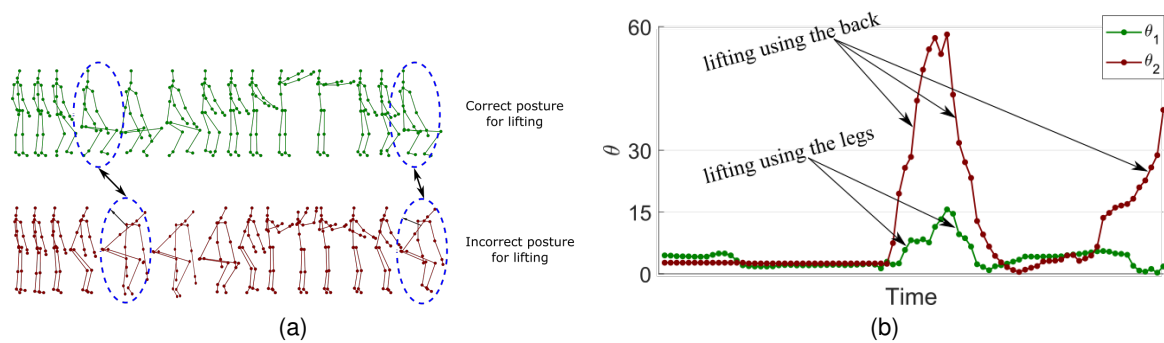 Correct posture
for lifting
Incorrect posture
for lifting
(a)
60
30
15
0
θ
lifting using the back
lifting using the legs
θ1
θ2
Time
(b)